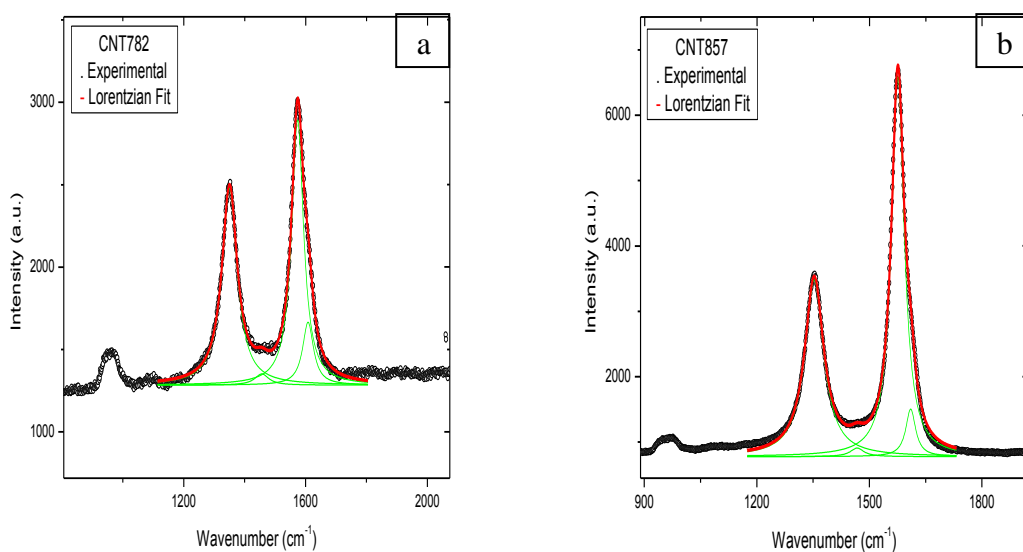 a
CNT782
. Experimental
- Lorentzian Fit
3000
2000
1000
Intensity (a.u.)
1200
1600
2000
Wavenumber (cm⁻¹)
b
CNT857
. Experimental
- Lorentzian Fit
6000
4000
2000
Intensity (a.u.)
900
1200
1500
1800
Wavenumber (cm⁻¹)